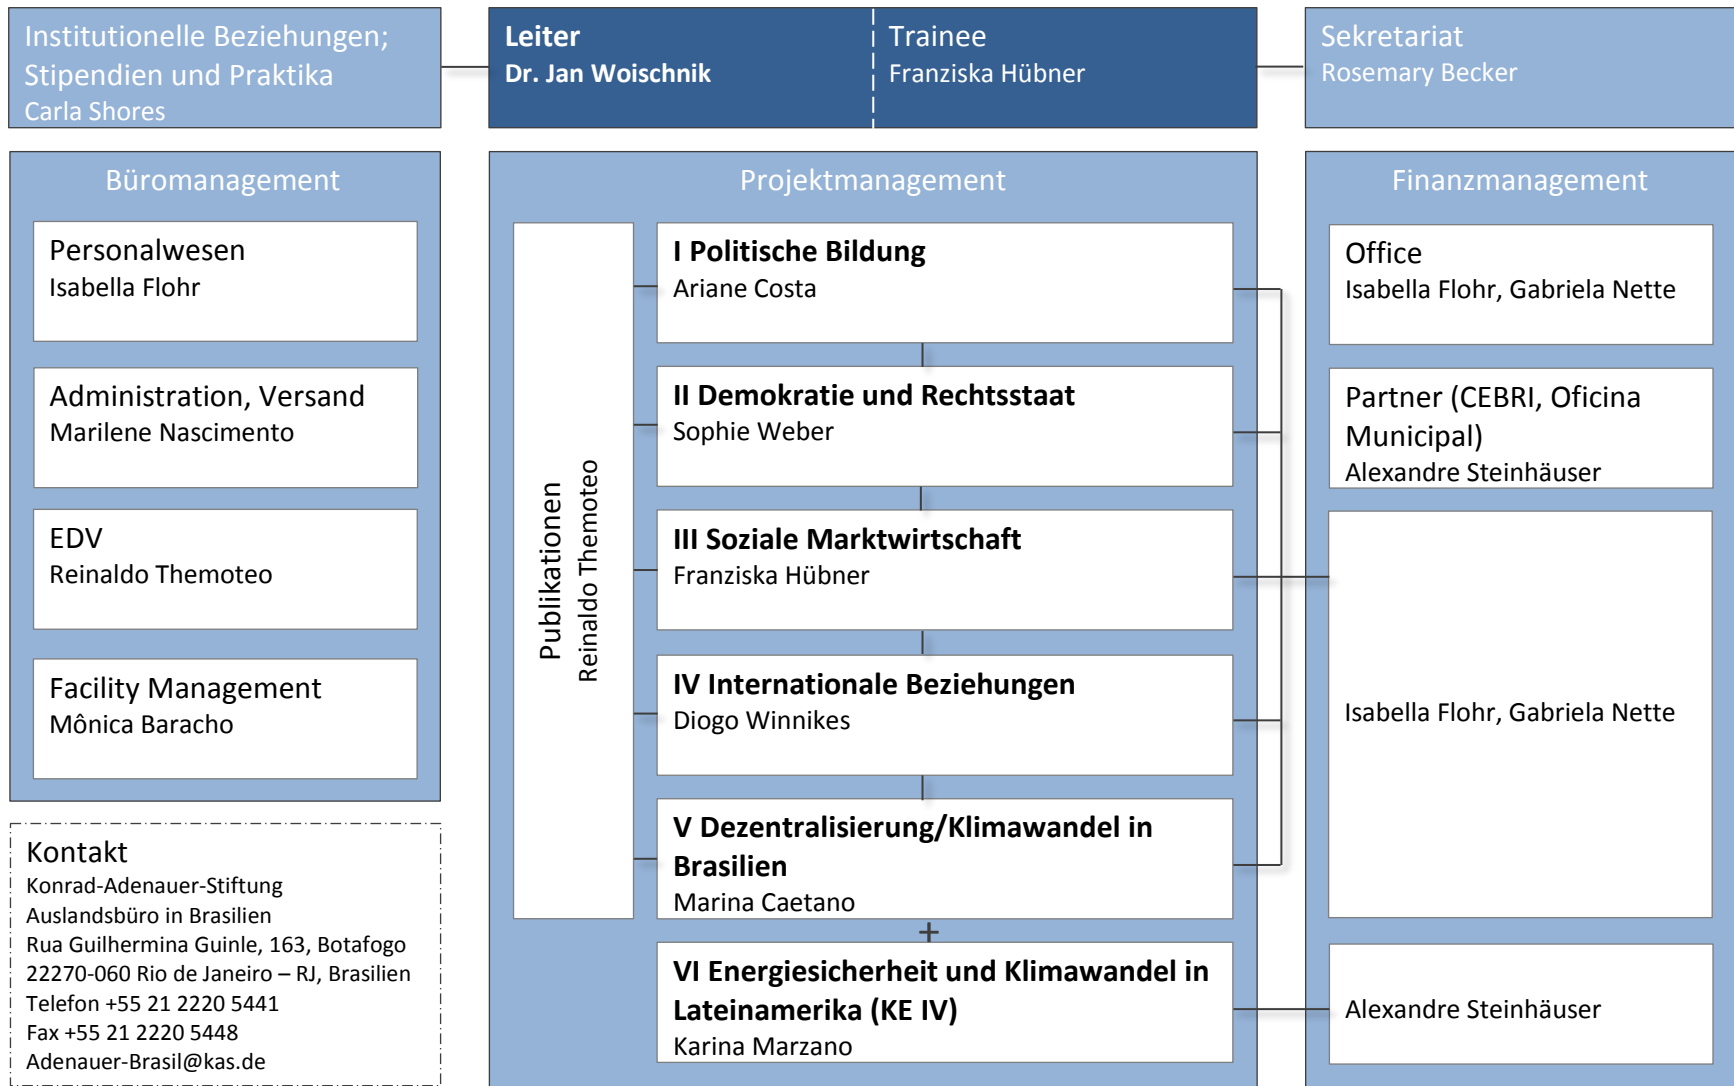 Institutionelle Beziehungen;
Stipendien und Praktika
Carla Shores
Leiter
Dr. Jan Woischnik
Trainee
Franziska Hübner
Sekretariat
Rosemary Becker
Büromanagement
Personalwesen
Isabella Flohr
Administration, Versand
Marilene Nascimento
EDV
Reinaldo Themoteo
Facility Management
Mônica Baracho
Kontakt
Konrad-Adenauer-Stiftung
Auslandsbüro in Brasilien
Rua Guilhermina Guinle, 163, Botafogo
22270-060 Rio de Janeiro – RJ, Brasilien
Telefon +55 21 2220 5441
Fax +55 21 2220 5448
Adenauer-Brasil@kas.de
Projektmanagement
Publikationen
Reinaldo Themoteo
I Politische Bildung
Ariane Costa
II Demokratie und Rechtsstaat
Sophie Weber
III Soziale Marktwirtschaft
Franziska Hübner
IV Internationale Beziehungen
Diogo Winnikes
V Dezentralisierung/Klimawandel in
Brasilien
Marina Caetano
+
VI Energiesicherheit und Klimawandel in
Lateinamerika (KE IV)
Karina Marzano
Finanzmanagement
Office
Isabella Flohr, Gabriela Nette
Partner (CEBRI, Oficina
Municipal)
Alexandre Steinhäuser
Isabella Flohr, Gabriela Nette
Alexandre Steinhäuser